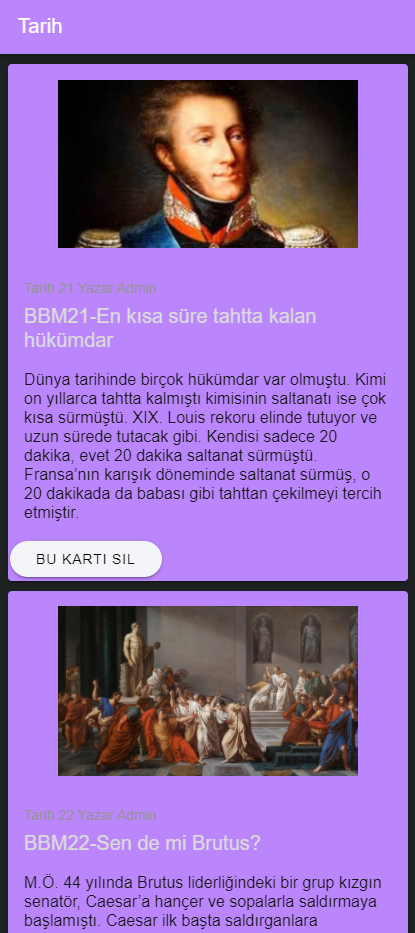 Tarih
Tarih 21 Yazar:Admin
BBM21-En kısa süre tahtta kalan
hükümdar
Dünya tarihinde birçok hükümdar var olmuştu. Kimi
on yıllarca tahtta kalmıştı kimisinin saltanatı ise çok
kısa sürmüştü. XIX. Louis rekoru elinde tutuyor ve
uzun sürede tutacak gibi. Kendisi sadece 20
dakika, evet 20 dakika saltanat sürmüştü.
Fransa’nın karışık döneminde saltanat sürmüş, o
20 dakikada da babası gibi tahttan çekilmeyi tercih
etmiştir.
BU KARTI SIL
Tarih 22 Yazar:Admin
BBM22-Sen de mi Brutus?
M.Ö. 44 yılında Brutus liderliğindeki bir grup kızgın
senatör, Caesar’a hançer ve sopalarla saldırmaya
başlamıştı. Caesar ilk başta saldırganlara